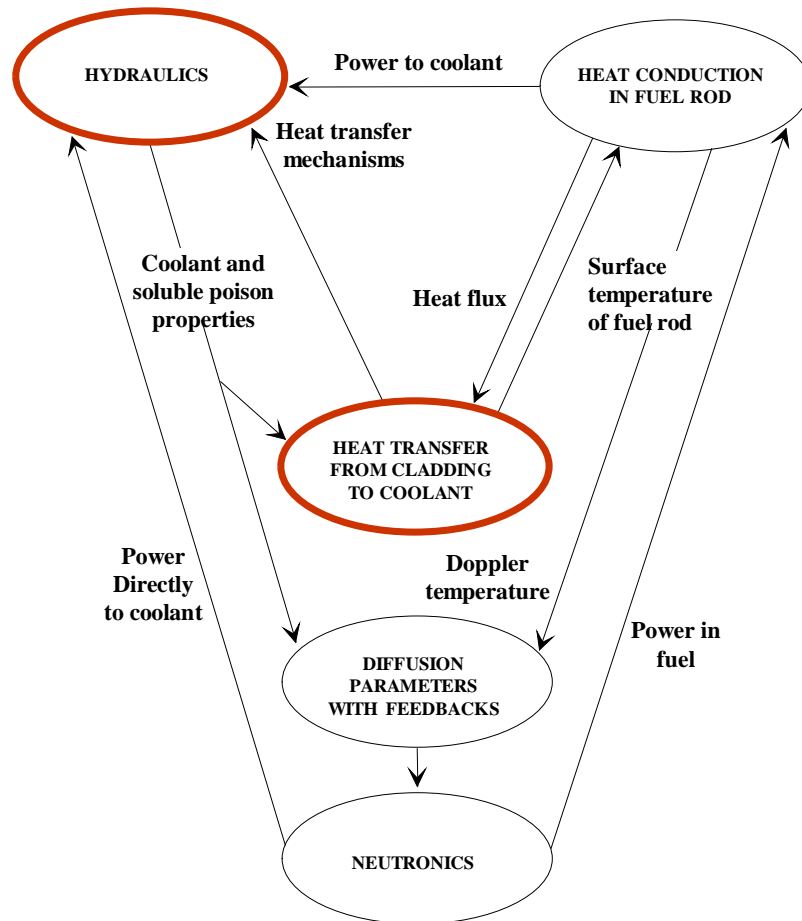 HYDRAULICS
Power to coolant
HEAT CONDUCTION
IN FUEL ROD
Heat transfer
mechanisms
Coolant and
soluble poison
properties
Heat flux
Surface
temperature
of fuel rod
HEAT TRANSFER
FROM CLADDING
TO COOLANT
Power
Directly
to coolant
Doppler
temperature
Power in
fuel
DIFFUSION
PARAMETERS
WITH FEEDBACKS
NEUTRONICS